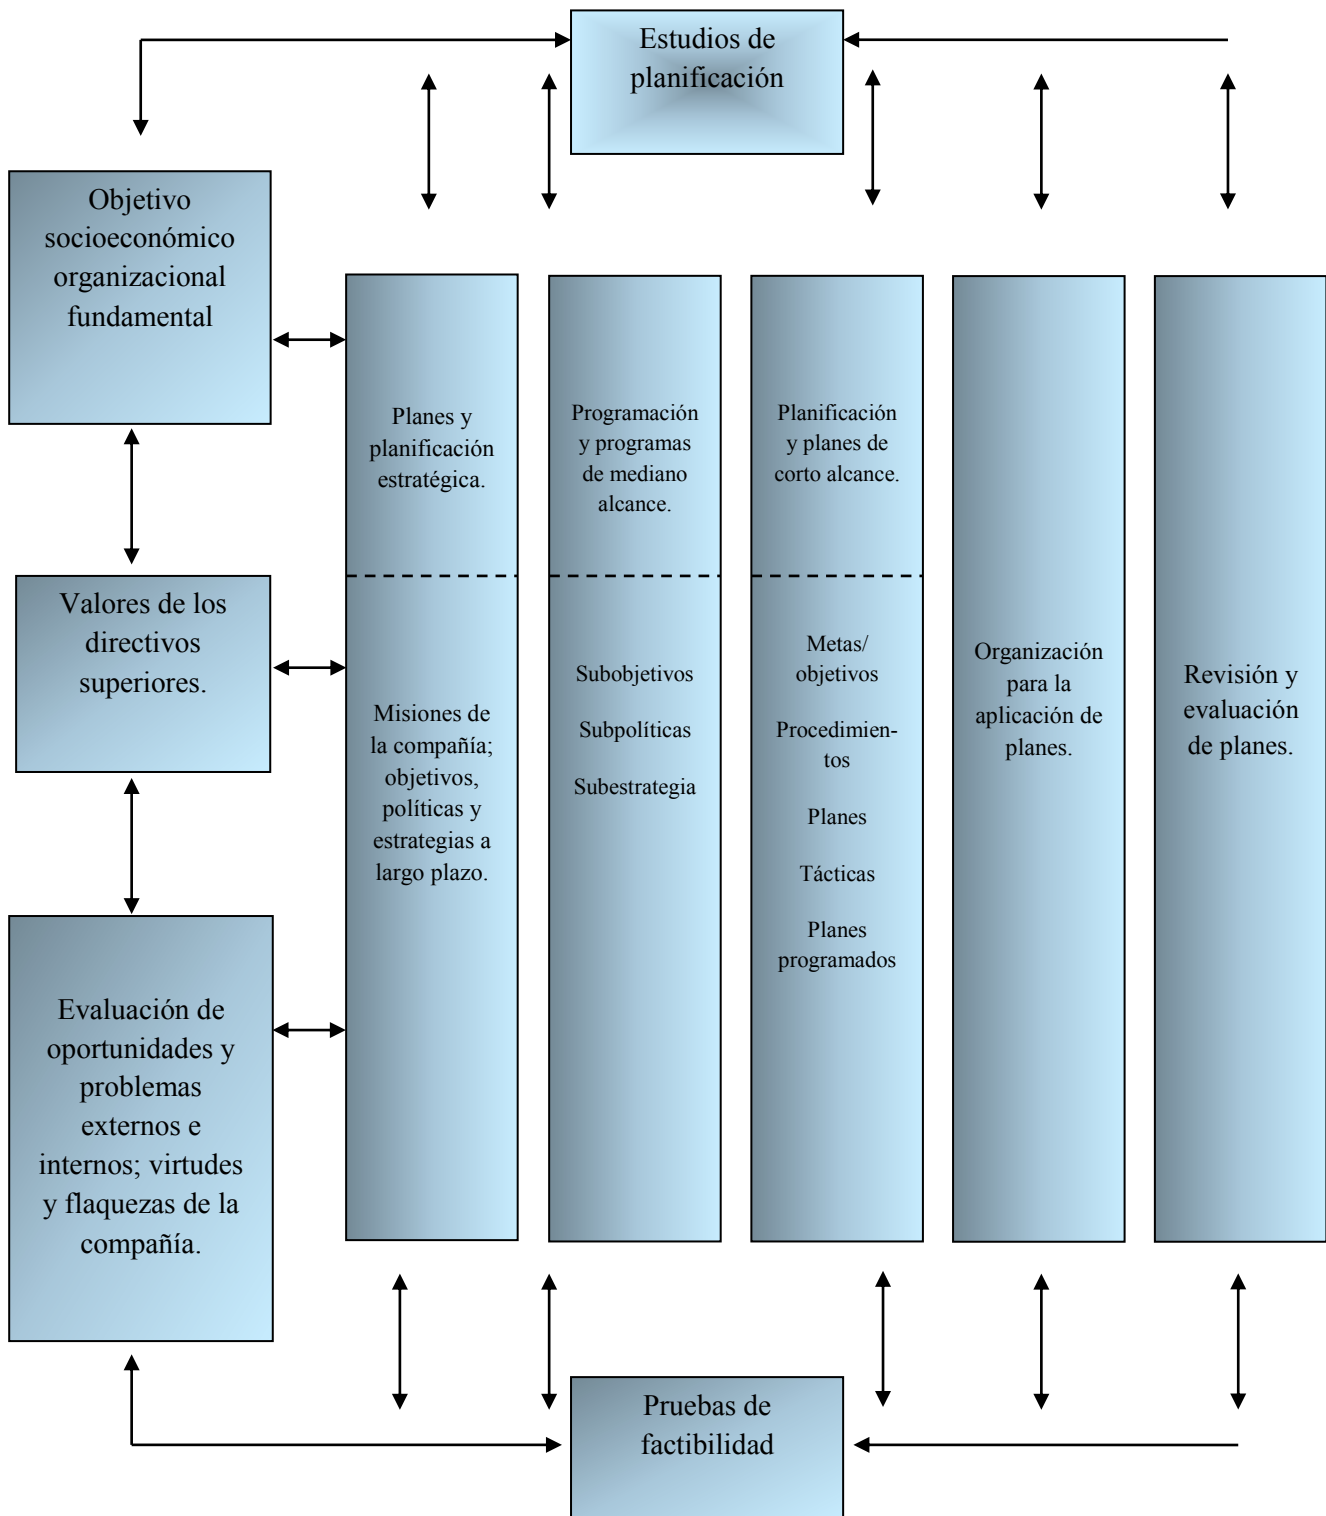 Estudios de
planificación
Objetivo
socioeconómico
organizacional
fundamental
Planes y
planificación
estratégica.
Programación
y programas
de mediano
alcance.
Planificación
y planes de
corto alcance.
Valores de los
directivos
superiores.
Misiones de
la compañía;
objetivos,
políticas y
estrategias a
largo plazo.
Subobjetivos
Subpolíticas
Subestrategia
Metas/
objetivos
Procedimien-
tos
Planes
Tácticas
Planes
programados
Organización
para la
aplicación de
planes.
Revisión y
evaluación
de planes.
Evaluación de
oportunidades y
problemas
externos e
internos; virtudes
y flaquezas de la
compañía.
Pruebas de
factibilidad